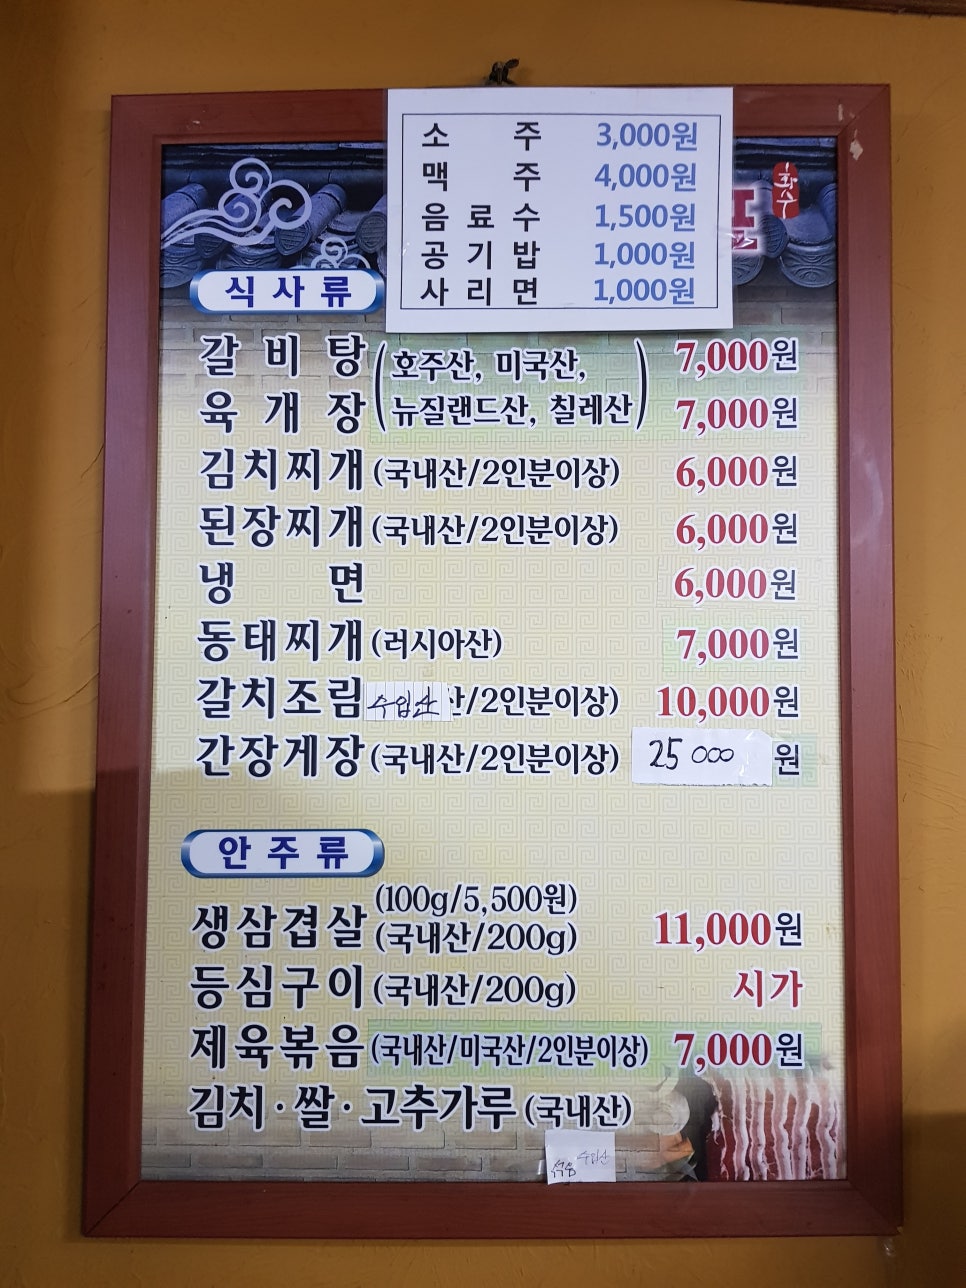 소 주 3,000원
맥 주 4,000원
음 료 수 1,500원
공 기 밥 1,000원
사 리 면 1,000원
화수
식 사 류
갈 비 탕 (호주산, 미국산, 7,000원
육 개 장 뉴질랜드산, 칠레산) 7,000원
김치찌개 (국내산/2인분이상) 6,000원
된장찌개 (국내산/2인분이상) 6,000원
냉 면 6,000원
동태찌개 (러시아산) 7,000원
갈치조림 수입산 산/2인분이상) 10,000원
간장게장 (국내산/2인분이상) 25000 원
안 주 류
(100g/5,500원)
생삼겹살 (국내산/200g) 11,000원
등심구이 (국내산/200g) 시가
제육볶음 (국내산/미국산/2인분이상) 7,000원
김치·쌀·고추가루 (국내산)
수입산